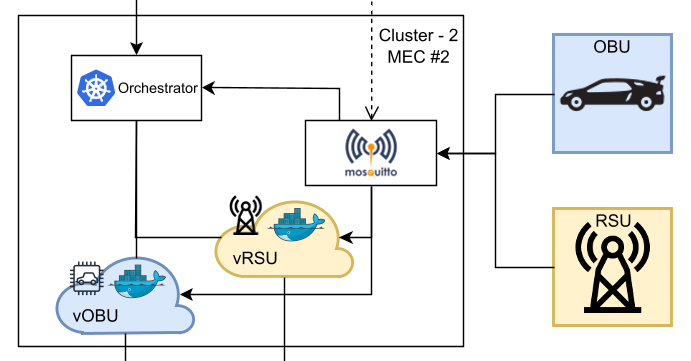 Cluster - 2
MEC #2
OBU
Orchestrator
mosquitto
RSU
vRSU
vOBU